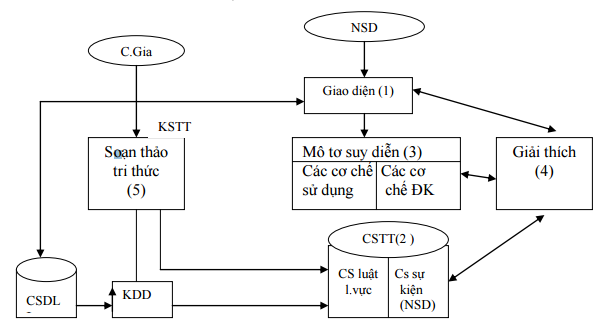 NSD
C.Gia
Giao diện (1)
KSTT
Soạn thảo
tri thức
(5)
Mô tơ suy diễn (3)
Các cơ chế
sử dụng
Các cơ
chế ĐK
Giải thích
(4)
CSTT(2 )
CS luật
l.vực
Cs sự
kiện
(NSD)
CSDL
KDD